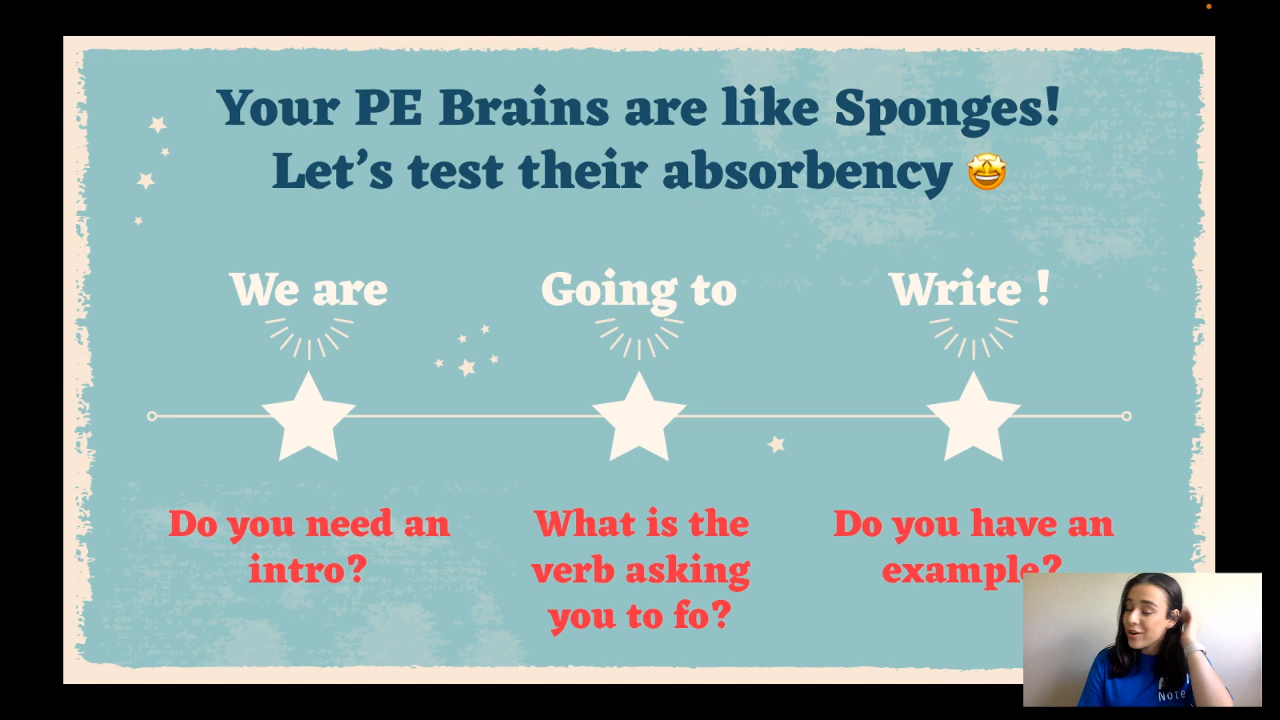 Your PE Brains are like Sponges!
Let's test their absorbency 🤩
We are
Going to
Write !
Do you need an
intro?
What is the
verb asking
you to fo?
Do you have an
example?
Note